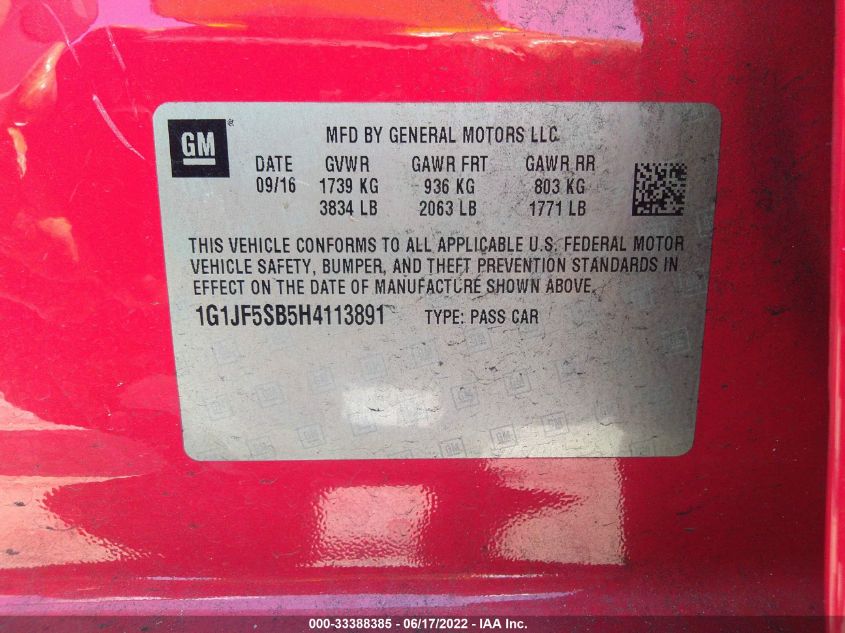 GM
MFD BY GENERAL MOTORS LLC
DATE GVWR GAWR FRT GAWR RR
09/16 1739 KG 936 KG 803 KG
3834 LB 2063 LB 1771 LB
THIS VEHICLE CONFORMS TO ALL APPLICABLE U.S. FEDERAL MOTOR
VEHICLE SAFETY, BUMPER, AND THEFT PREVENTION STANDARDS IN
EFFECT ON THE DATE OF MANUFACTURE SHOWN ABOVE.
1G1JF5SB5H4113891 TYPE: PASS CAR
000-33388385 - 06/17/2022 - IAA Inc.